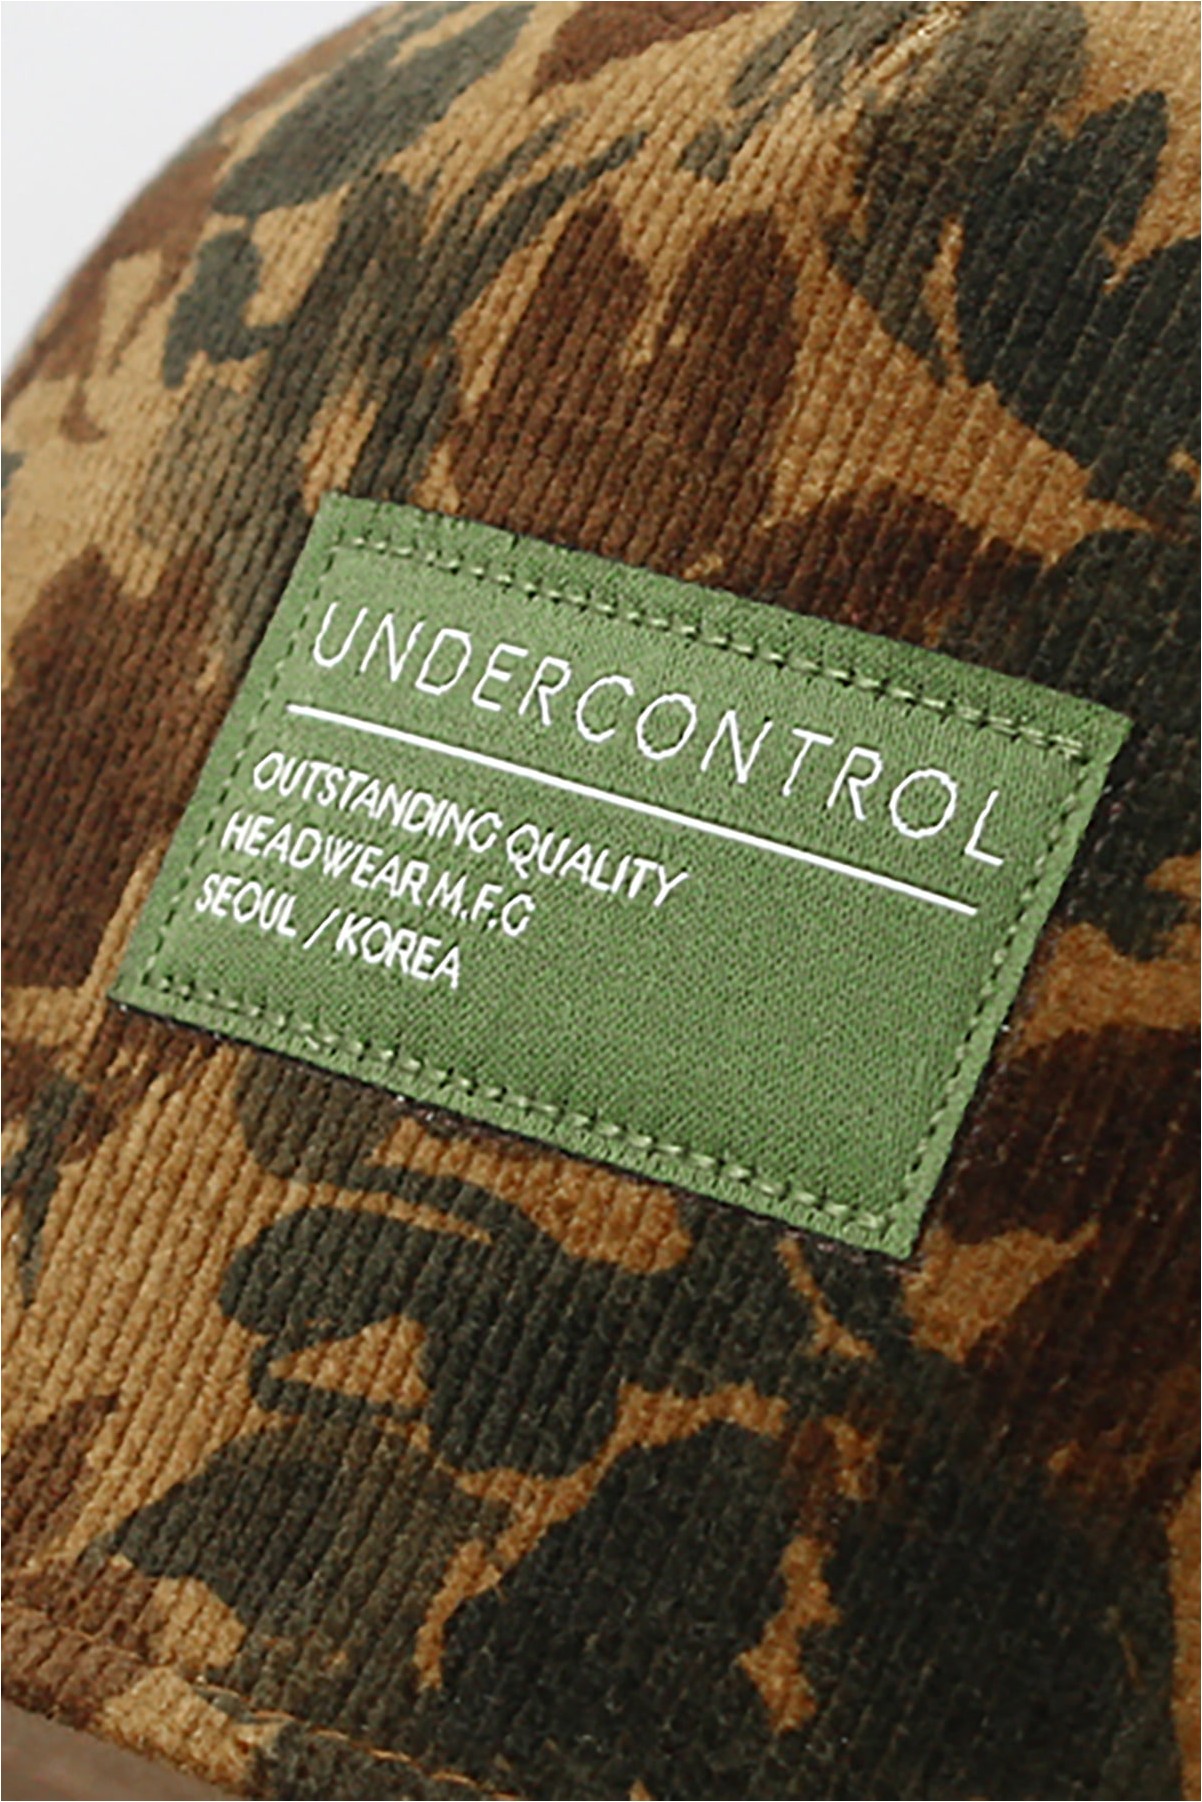 UNDERCONTROL
OUTSTANDING QUALITY
HEADWEAR M.F.G
SEOUL / KOREA